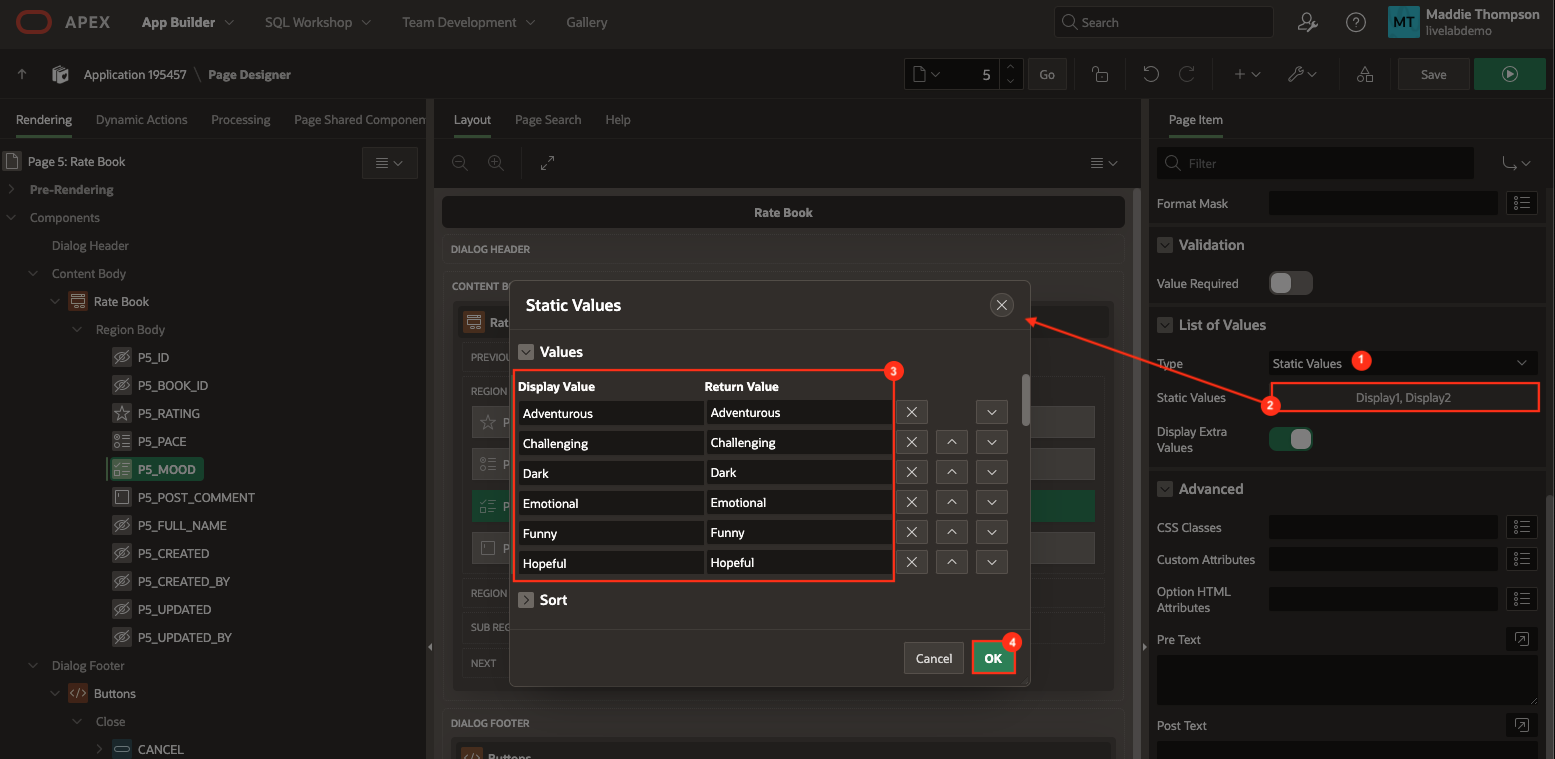 APEX
App Builder
SQL Workshop
Team Development
Gallery
Search
MT
Maddie Thompson
livelabdemo
Application 195457 \ Page Designer
5
Go
Save
Rendering
Dynamic Actions
Processing
Page Shared Componen
Page 5: Rate Book
Pre-Rendering
Components
Dialog Header
Content Body
Rate Book
Region Body
P5_ID
P5_BOOK_ID
P5_RATING
P5_PACE
P5_MOOD
P5_POST_COMMENT
P5_FULL_NAME
P5_CREATED
P5_CREATED_BY
P5_UPDATED
P5_UPDATED_BY
Dialog Footer
Buttons
Close
CANCEL
Layout
Page Search
Help
Rate Book
DIALOG HEADER
CONTENT B
Rat
PREVIOU
REGION
P
P
P
REGION
SUB REG
NEXT
DIALOG FOOTER
Buttons
Static Values
Values
3
Display Value Return Value
Adventurous Adventurous
Challenging Challenging
Dark Dark
Emotional Emotional
Funny Funny
Hopeful Hopeful
Sort
Cancel
OK
4
Page Item
Filter
Format Mask
Validation
Value Required
List of Values
Type
Static Values
1
Static Values
2
Display1, Display2
Display Extra
Values
Advanced
CSS Classes
Custom Attributes
Option HTML
Attributes
Pre Text
Post Text